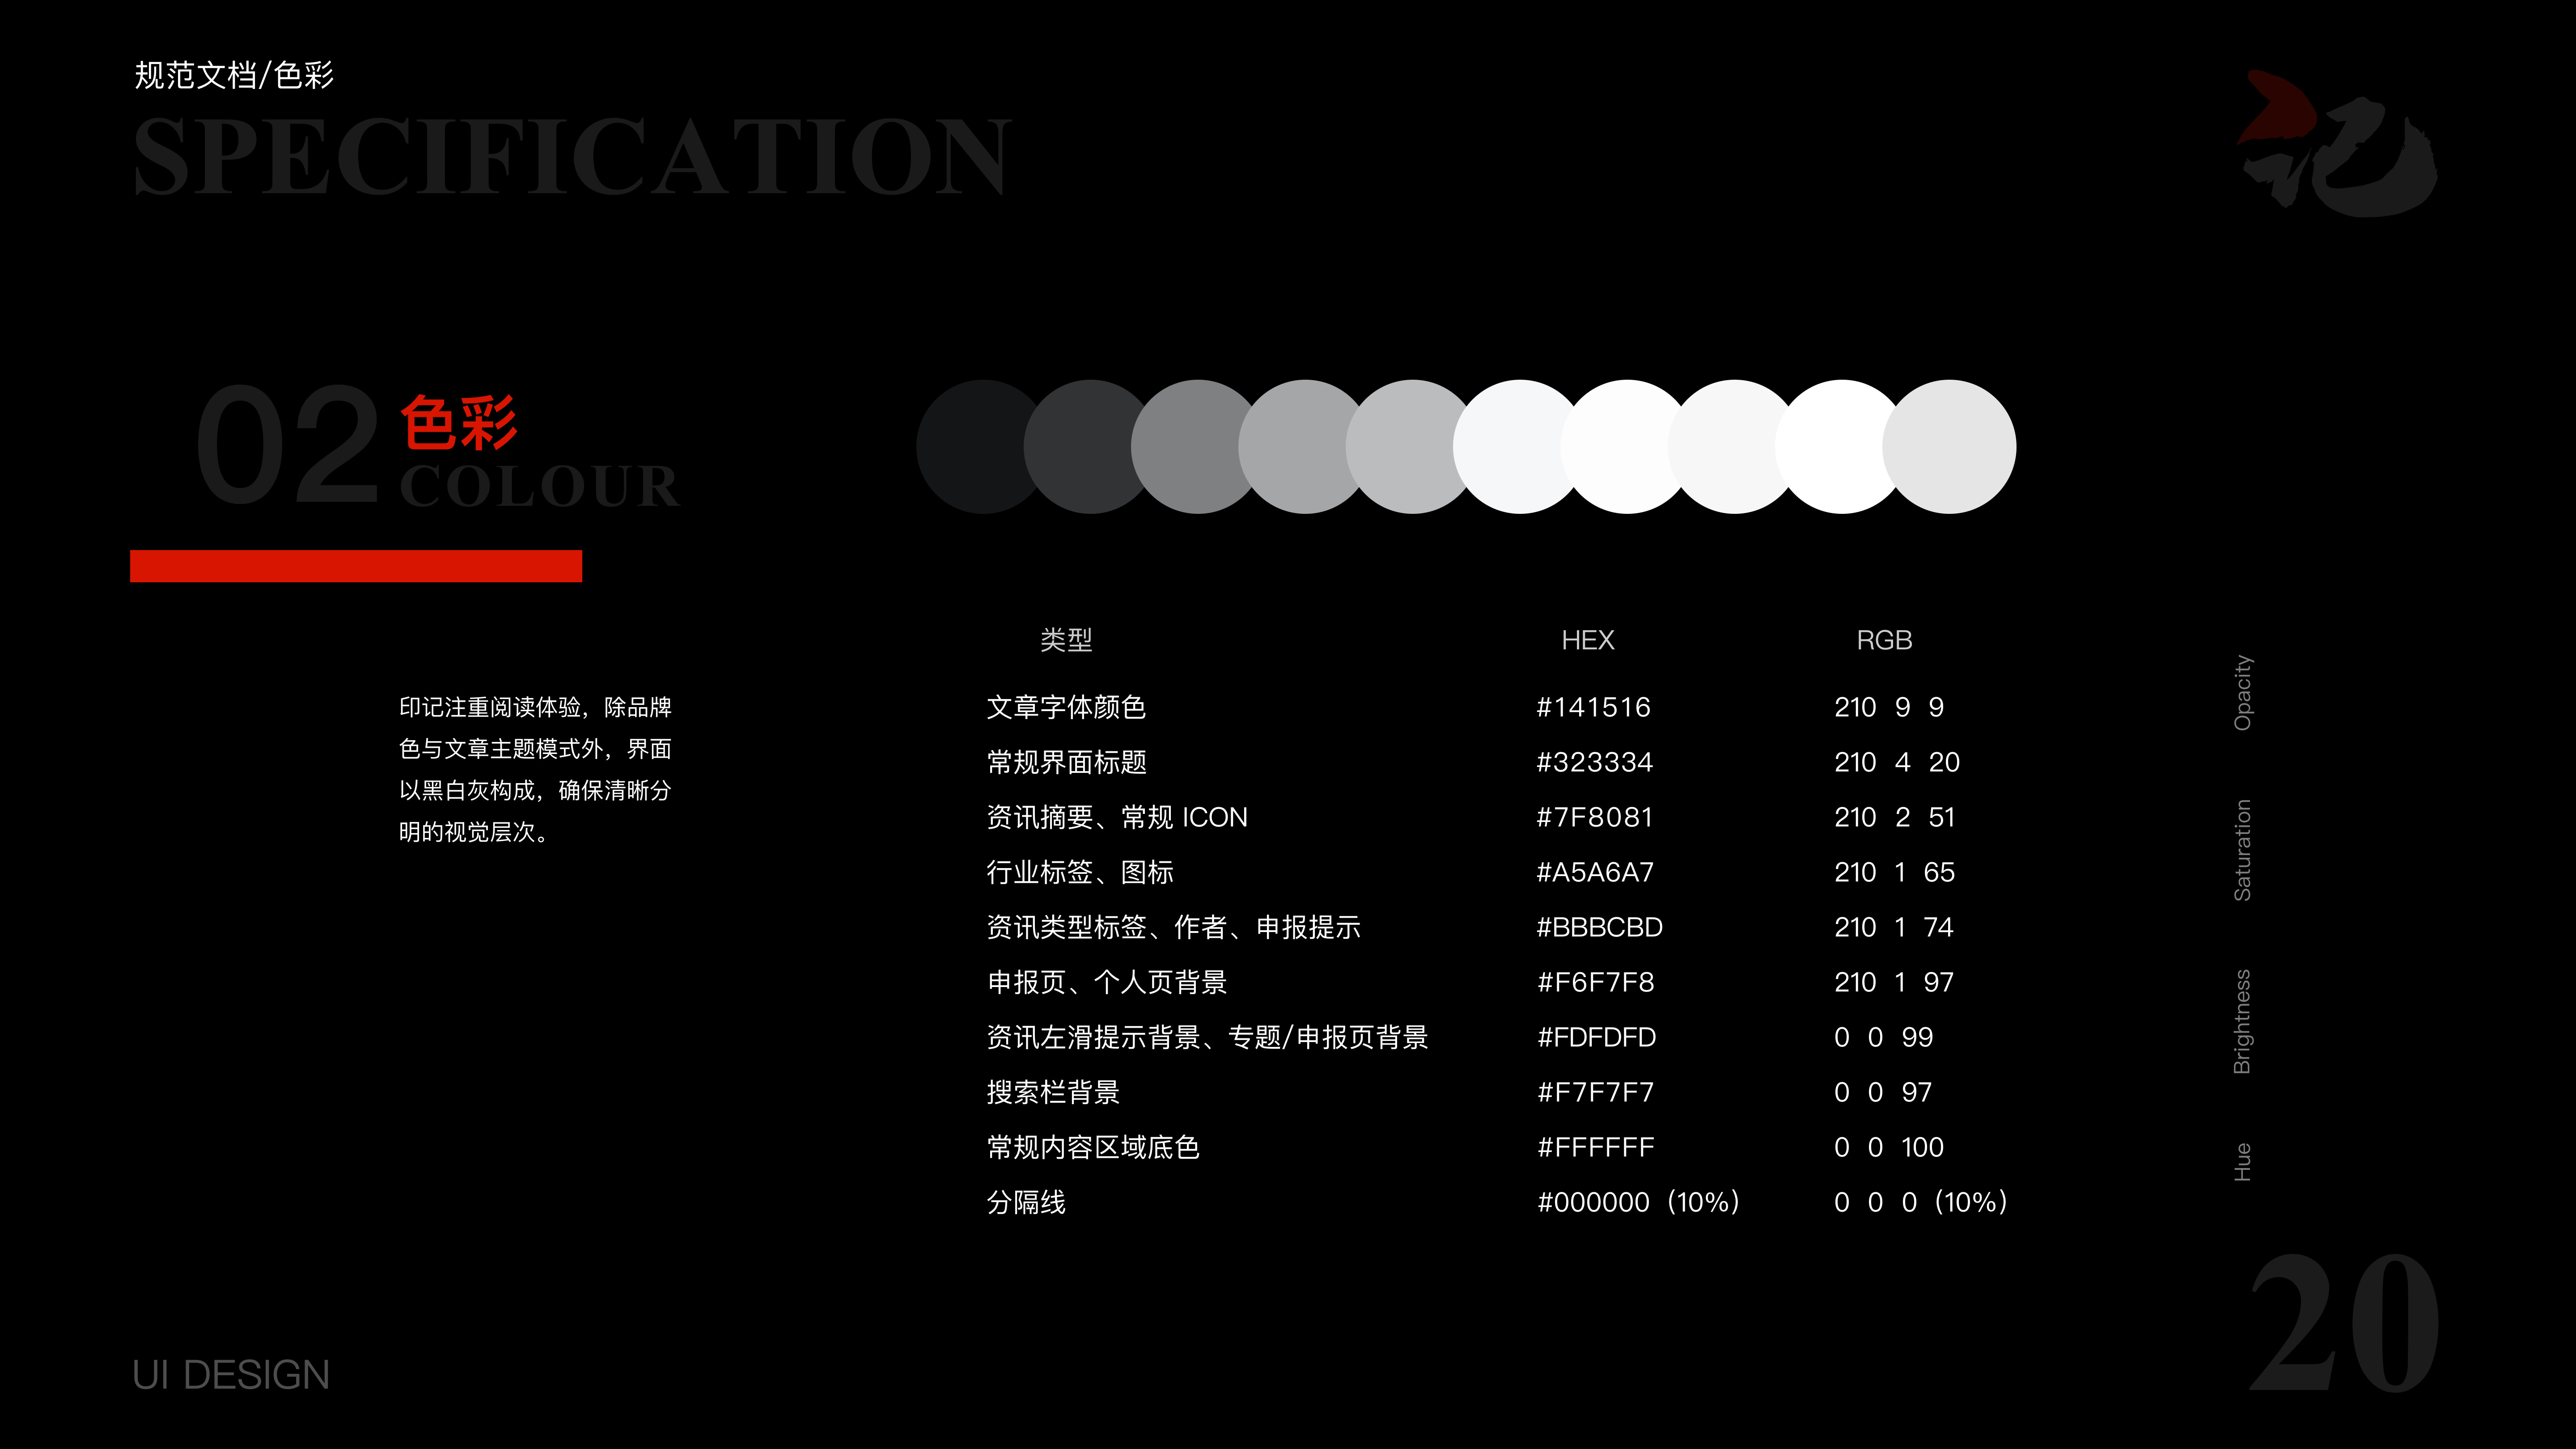 规范文档/色彩
SPECIFICATION
记
02
色彩
COLOUR
印记注重阅读体验，除品牌
色与文章主题模式外，界面
以黑白灰构成，确保清晰分
明的视觉层次。
类型 HEX RGB
文章字体颜色 #141516 210 9 9
常规界面标题 #323334 210 4 20
资讯摘要、常规 ICON #7F8081 210 2 51
行业标签、图标 #A5A6A7 210 1 65
资讯类型标签、作者、申报提示 #BBBCBD 210 1 74
申报页、个人页背景 #F6F7F8 210 1 97
资讯左滑提示背景、专题/申报页背景 #FDFDFD 0 0 99
搜索栏背景 #F7F7F7 0 0 97
常规内容区域底色 #FFFFFF 0 0 100
分隔线 #000000 (10%) 0 0 0 (10%)
Opacity
Saturation
Brightness
Hue
UI DESIGN
20